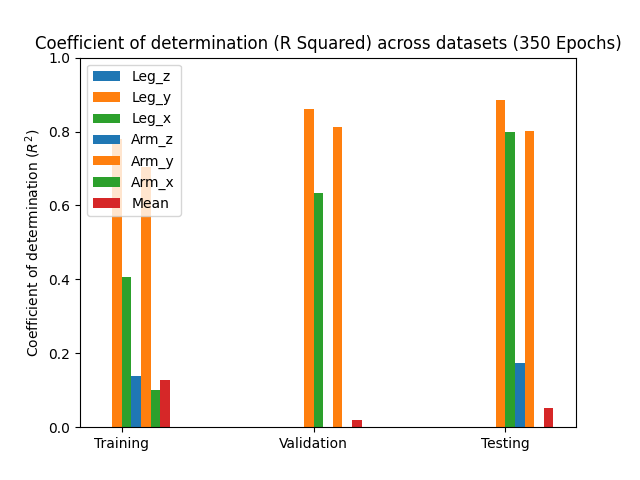 Coefficient of determination (R Squared) across datasets (350 Epochs)
1.0
0.8
0.6
0.4
0.2
0.0
Coefficient of determination (R²)
Leg_z
Leg_y
Leg_x
Arm_z
Arm_y
Arm_x
Mean
Training
Validation
Testing